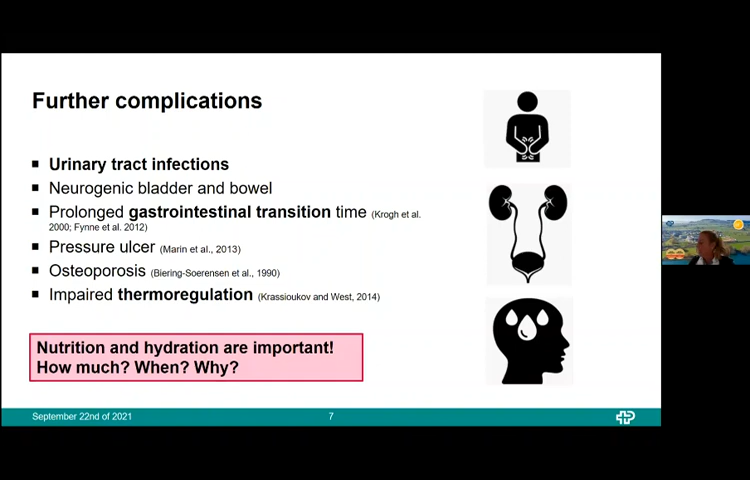 Further complications
Urinary tract infections
Neurogenic bladder and bowel
Prolonged gastrointestinal transition time (Krogh et al.
2000; Fynne et al. 2012)
Pressure ulcer (Marin et al., 2013)
Osteoporosis (Biering-Soerensen et al., 1990)
Impaired thermoregulation (Krassioukov and West, 2014)
Nutrition and hydration are important!
How much? When? Why?
September 22nd of 2021
7